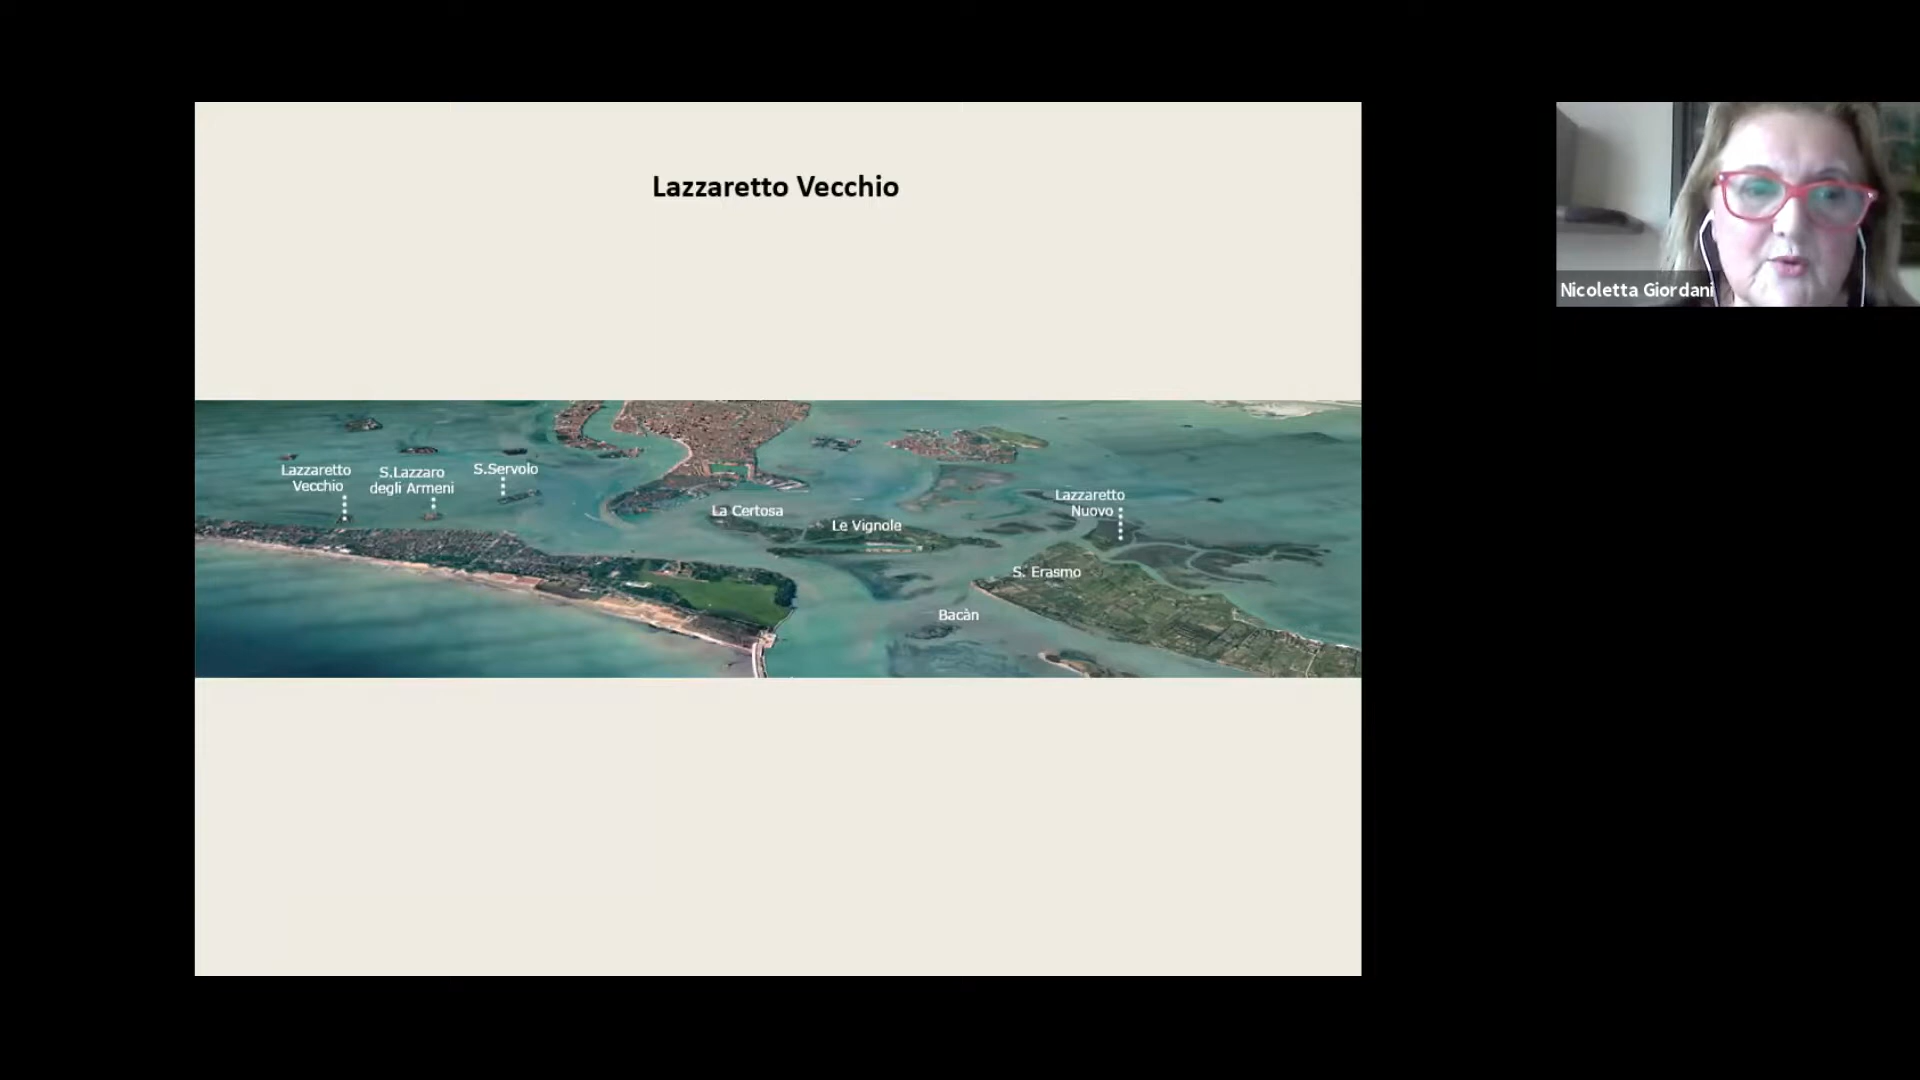 Lazzaretto Vecchio
Lazzaretto
Vecchio
S.Lazzaro
degli Armeni
S.Servolo
La Certosa
Le Vignole
Lazzaretto
Nuovo
S. Erasmo
Bacàn
Nicoletta Giordani